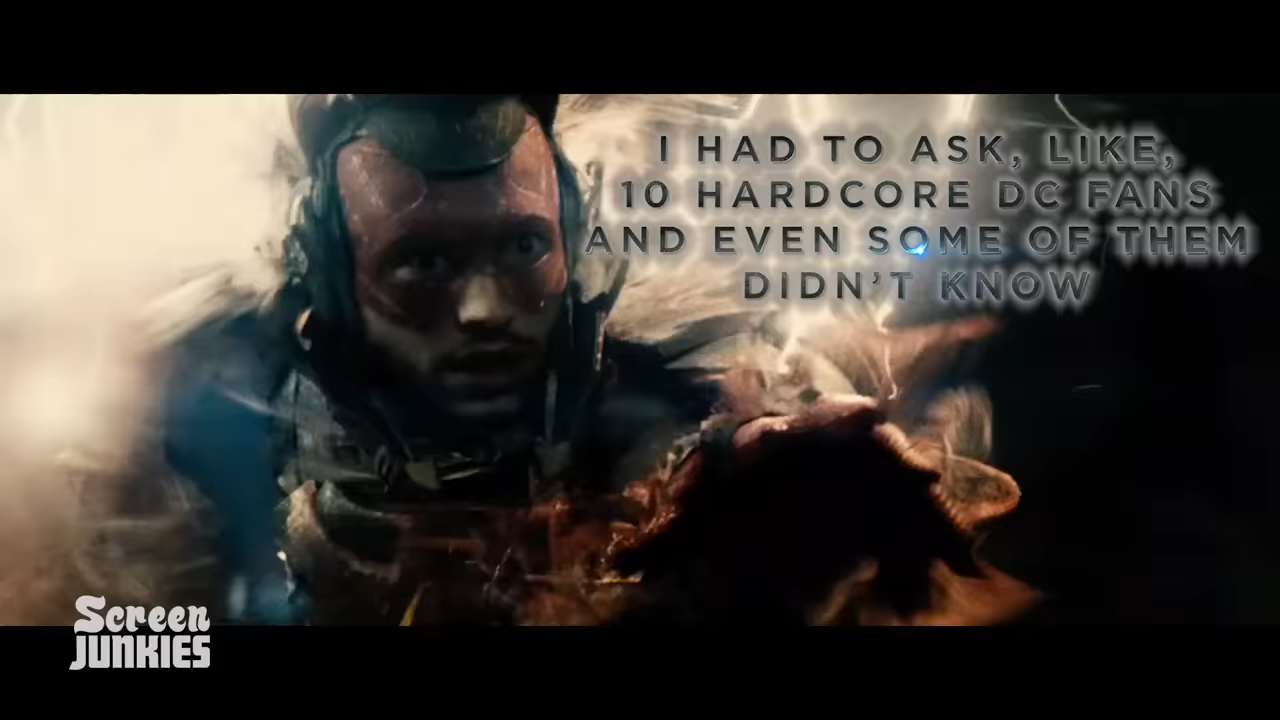 I HAD TO ASK, LIKE,
10 HARDCORE DC FANS
AND EVEN SOME OF THEM
DIDN'T KNOW
Screen
JUNKIES